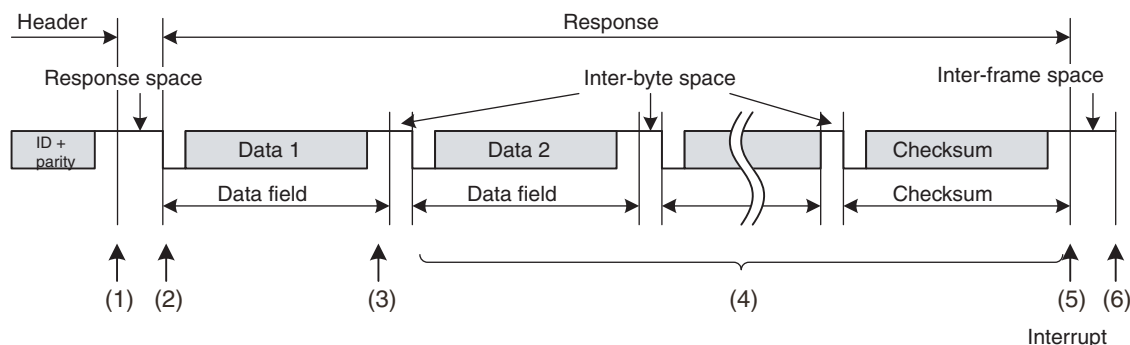 Header
Response
Response space
Inter-byte space
Inter-frame space
ID +
parity
Data 1
Data 2
Checksum
Data field
Data field
Checksum
(1)
(2)
(3)
(4)
(5)
(6)
Interrupt